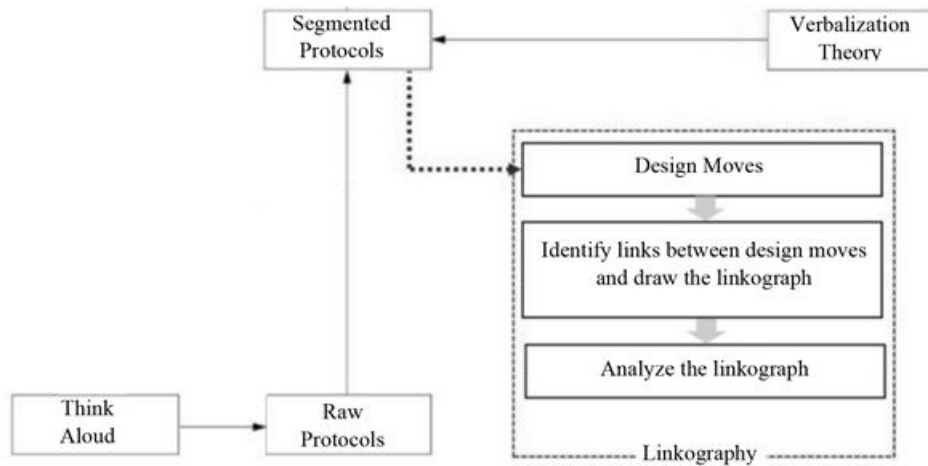 Segmented
Protocols
Verbalization
Theory
Design Moves
Identify links between design moves
and draw the linkograph
Analyze the linkograph
Think
Aloud
Raw
Protocols
Linkography